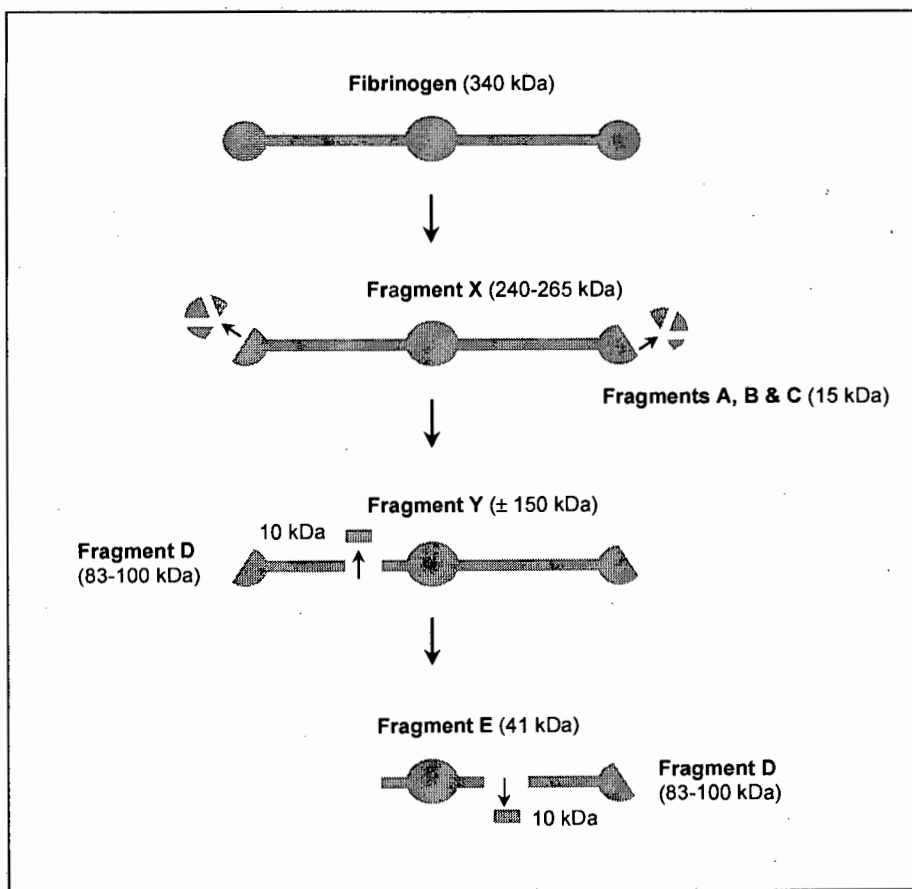 Fibrinogen (340 kDa)
Fragment X (240-265 kDa)
Fragments A, B & C (15 kDa)
Fragment Y (± 150 kDa)
10 kDa
Fragment D
(83-100 kDa)
Fragment E (41 kDa)
Fragment D
(83-100 kDa)
10 kDa